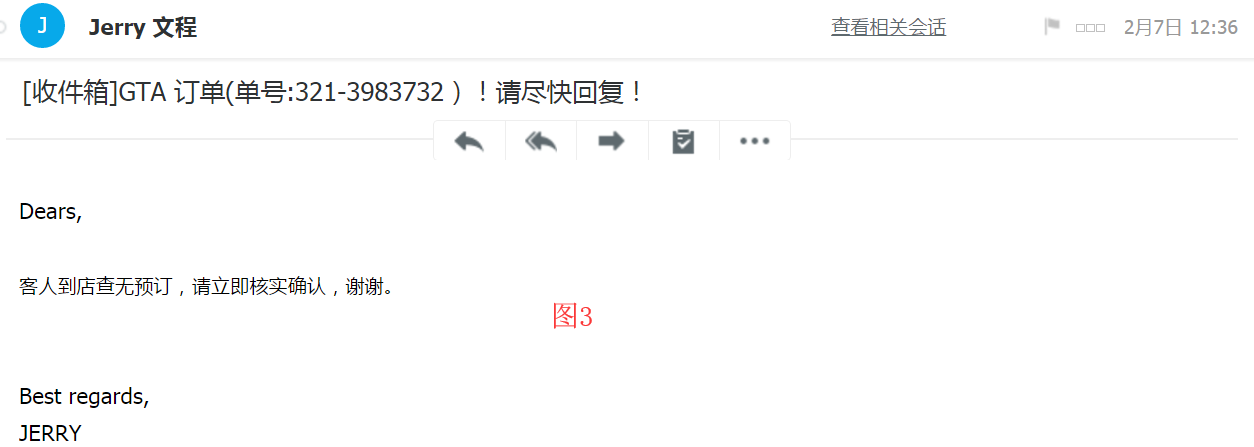 J
Jerry 文程
查看相关会话
2月7日 12:36
[收件箱]GTA 订单(单号:321-3983732 ) ！请尽快回复！
Dears,
客人到店查无预订，请立即核实确认，谢谢。
图3
Best regards,
JERRY